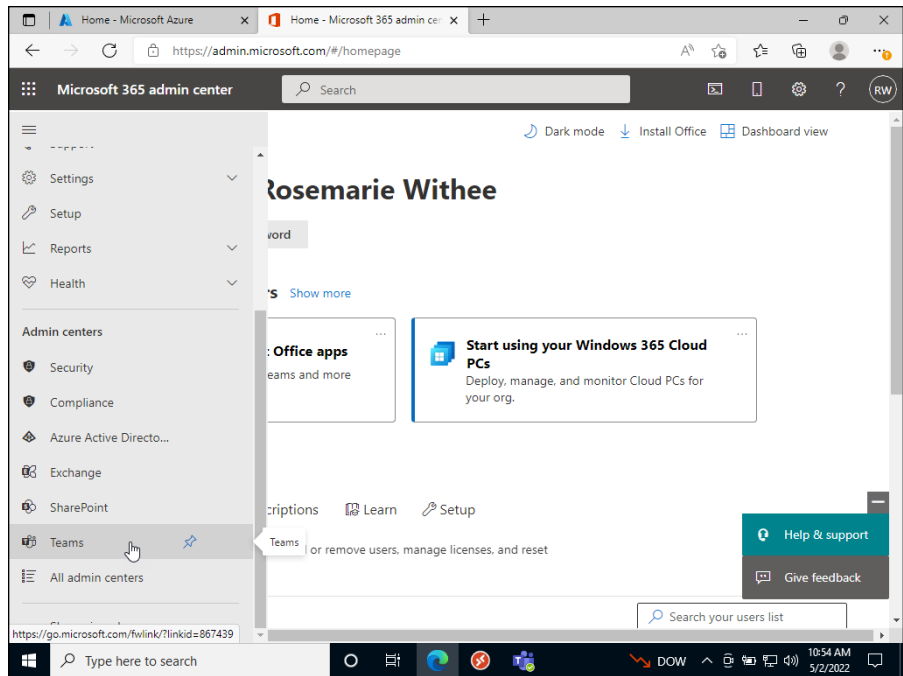 Home - Microsoft Azure
Home - Microsoft 365 admin cen
https://admin.microsoft.com/#/homepage
Microsoft 365 admin center
Search
RW
Dark mode
Install Office
Dashboard view
Settings
Setup
Reports
Health
Admin centers
Security
Compliance
Azure Active Directo...
Exchange
SharePoint
Teams
All admin centers
Rosemarie Withee
word
Show more
Office apps
eams and more
Start using your Windows 365 Cloud
PCs
Deploy, manage, and monitor Cloud PCs for
your org.
criptions
Learn
Setup
Teams
or remove users, manage licenses, and reset
Help & support
Give feedback
Search your users list
https://go.microsoft.com/fwlink/?linkid=867439
Type here to search
DOW
10:54 AM
5/2/2022